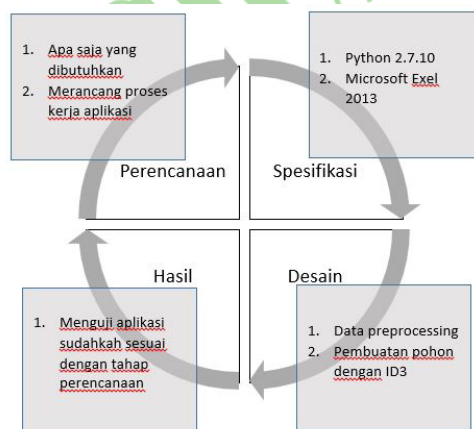 1. Apa saja yang
dibutuhkan
2. Merancang proses
kerja aplikasi
Perencanaan
1. Python 2.7.10
2. Microsoft Exel
2013
Spesifikasi
Hasil
1. Menguji aplikasi
sudahkah sesuai
dengan tahap
perencanaan
Desain
1. Data preprocessing
2. Pembuatan pohon
dengan ID3